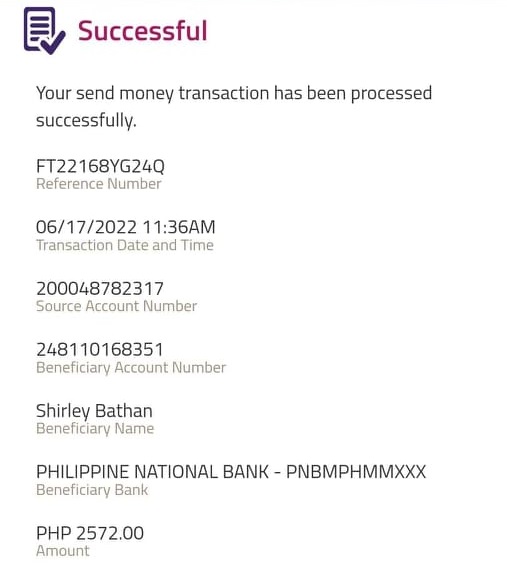 Successful
Your send money transaction has been processed
successfully.
FT22168YG24Q
Reference Number
06/17/2022 11:36AM
Transaction Date and Time
200048782317
Source Account Number
248110168351
Beneficiary Account Number
Shirley Bathan
Beneficiary Name
PHILIPPINE NATIONAL BANK - PNBMPHMMXXX
Beneficiary Bank
PHP 2572.00
Amount